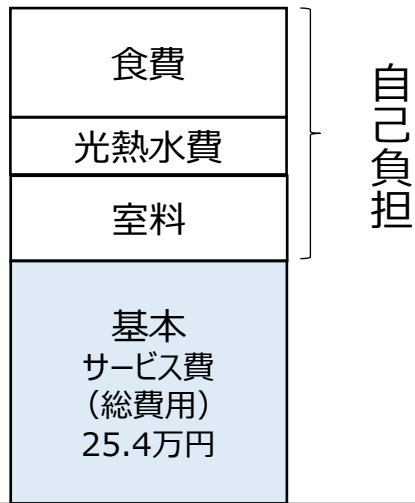 食費
光熱水費
室料
自己負担
基本
サービス費
（総費用）
25.4万円